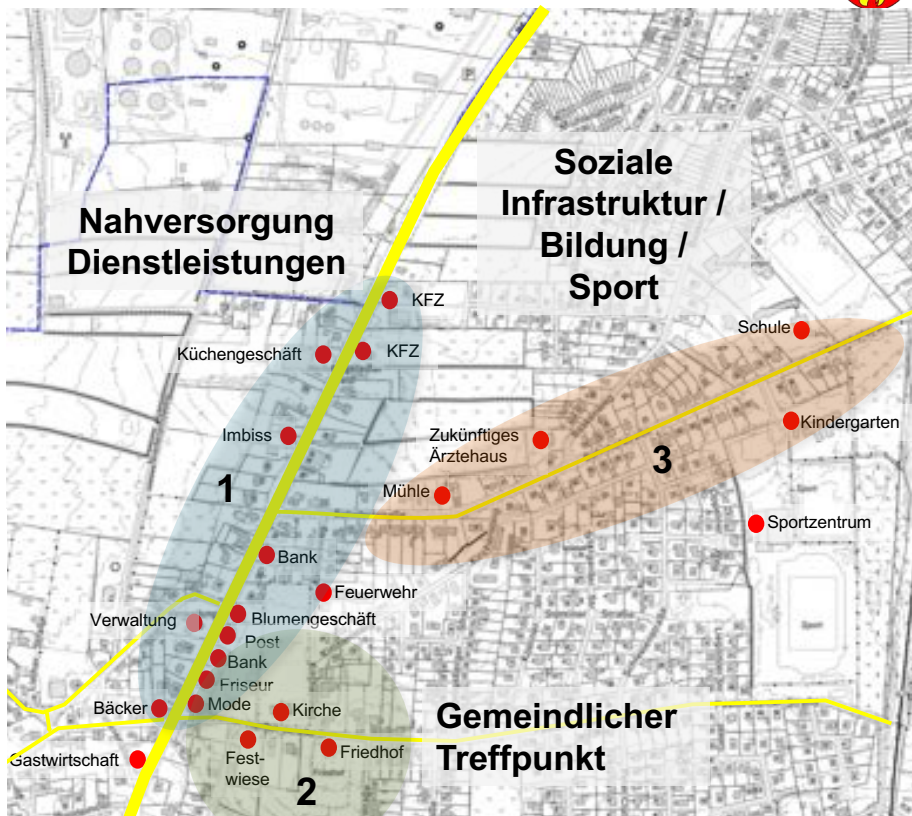 P
Soziale
Infrastruktur /
Bildung /
Sport
Nahversorgung
Dienstleistungen
KFZ
Schule
Küchengeschäft
KFZ
Kindergarten
Imbiss
Zukünftiges
Ärztehaus
3
1
Mühle
Sportzentrum
Bank
Feuerwehr
Verwaltung
Blumengeschäft
Post
Bank
Friseur
Mode
Bäcker
Kirche
Gemeindlicher
Treffpunkt
Fest-
wiese
Friedhof
Gastwirtschaft
2